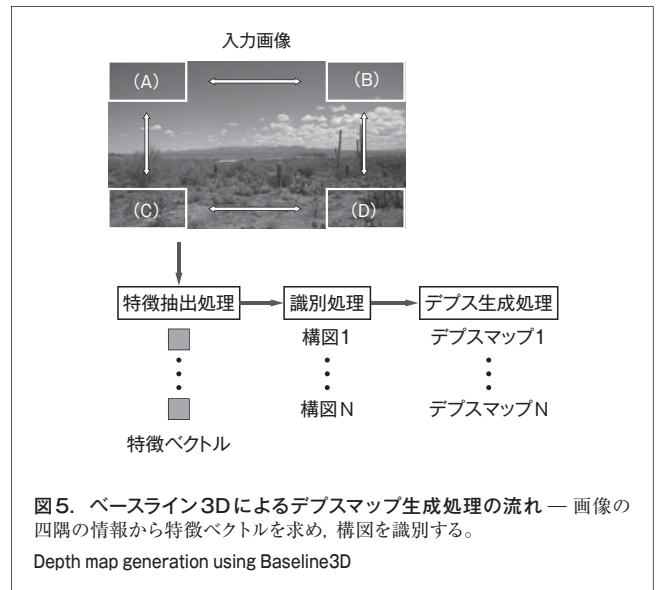 入力画像
(A) (B)
(C) (D)
特徴抽出処理 識別処理 デプス生成処理
構図1 デプスマップ1
構図N デプスマップN
特徴ベクトル
図5. ベースライン3Dによるデプスマップ生成処理の流れ — 画像の
四隅の情報から特徴ベクトルを求め, 構図を識別する。
Depth map generation using Baseline3D